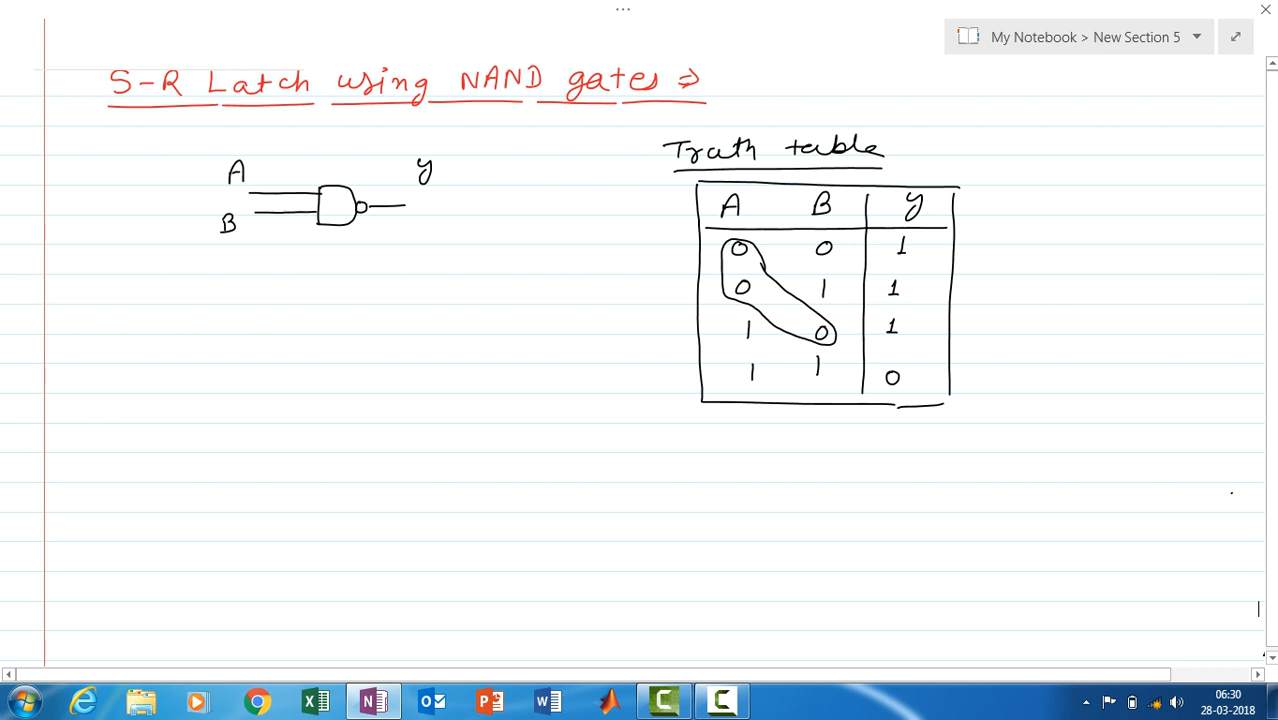 My Notebook > New Section 5
S-R Latch using NAND gates ⇒
A
Y
B
Truth table
A B Y
0 0 1
0 1 1
1 0 1
1 1 0
06:30
28-03-2018